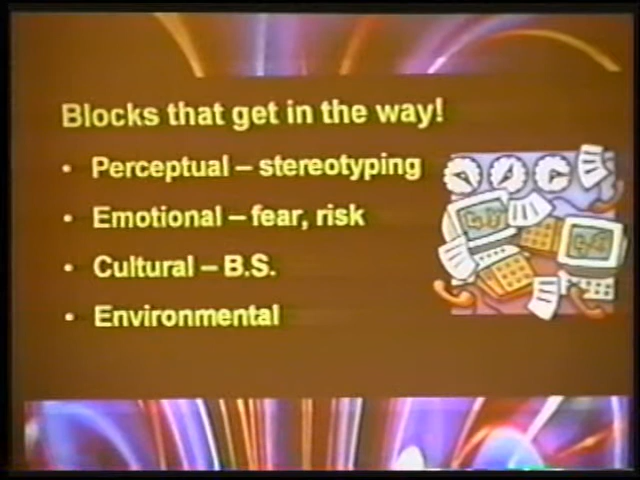 Blocks that get in the way!
• Perceptual – stereotyping
• Emotional – fear, risk
• Cultural – B.S.
• Environmental